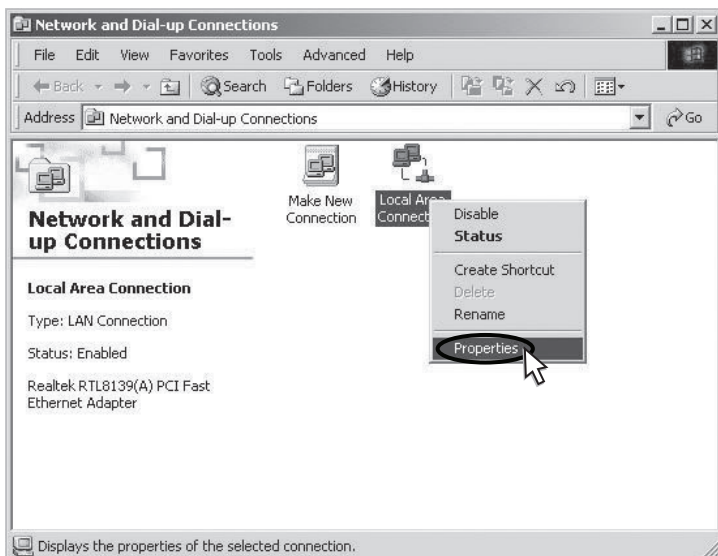 Network and Dial-up Connections
File Edit View Favorites Tools Advanced Help
Back Search Folders History
Address Network and Dial-up Connections Go
Make New
Connection
Local Area
Connect
Network and Dial-
up Connections
Local Area Connection
Type: LAN Connection
Status: Enabled
Realtek RTL8139(A) PCI Fast
Ethernet Adapter
Disable
Status
Create Shortcut
Delete
Rename
Properties
Displays the properties of the selected connection.